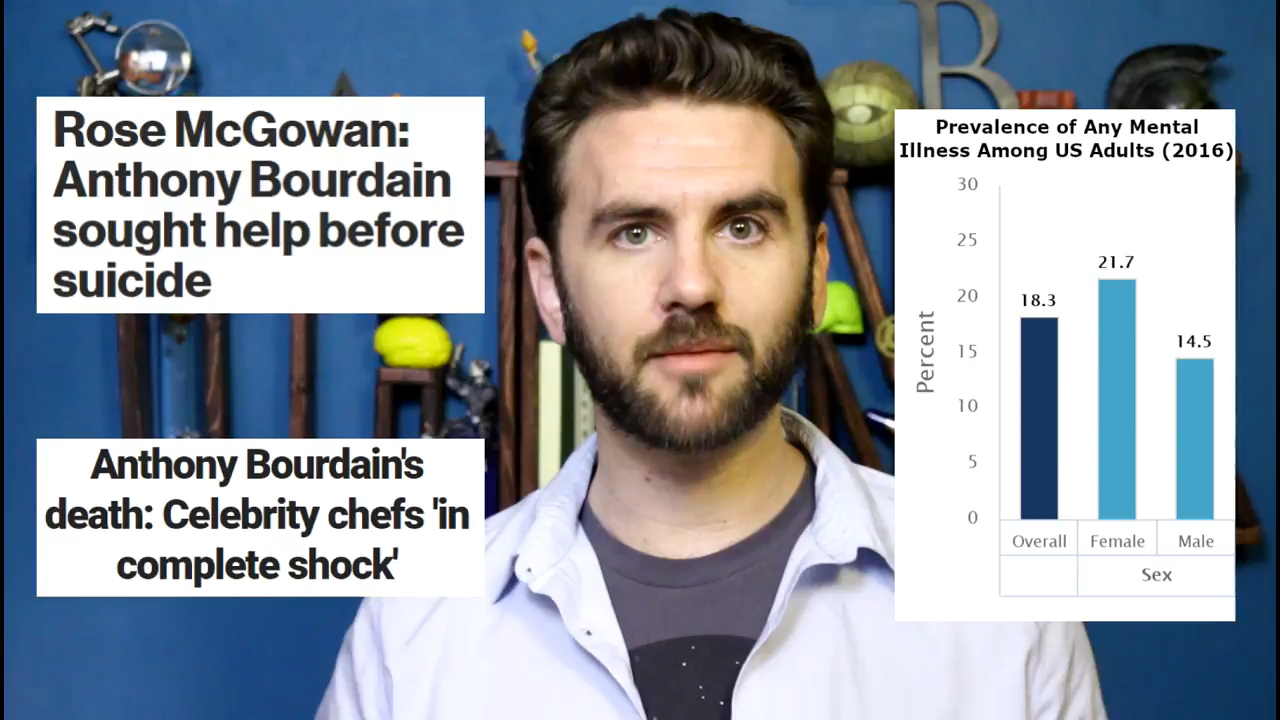 Rose McGowan:
Anthony Bourdain
sought help before
suicide
Anthony Bourdain's
death: Celebrity chefs 'in
complete shock'
B
Prevalence of Any Mental
Illness Among US Adults (2016)
Percent
30
25
20
15
10
5
0
18.3
21.7
14.5
Overall Female Male
Sex